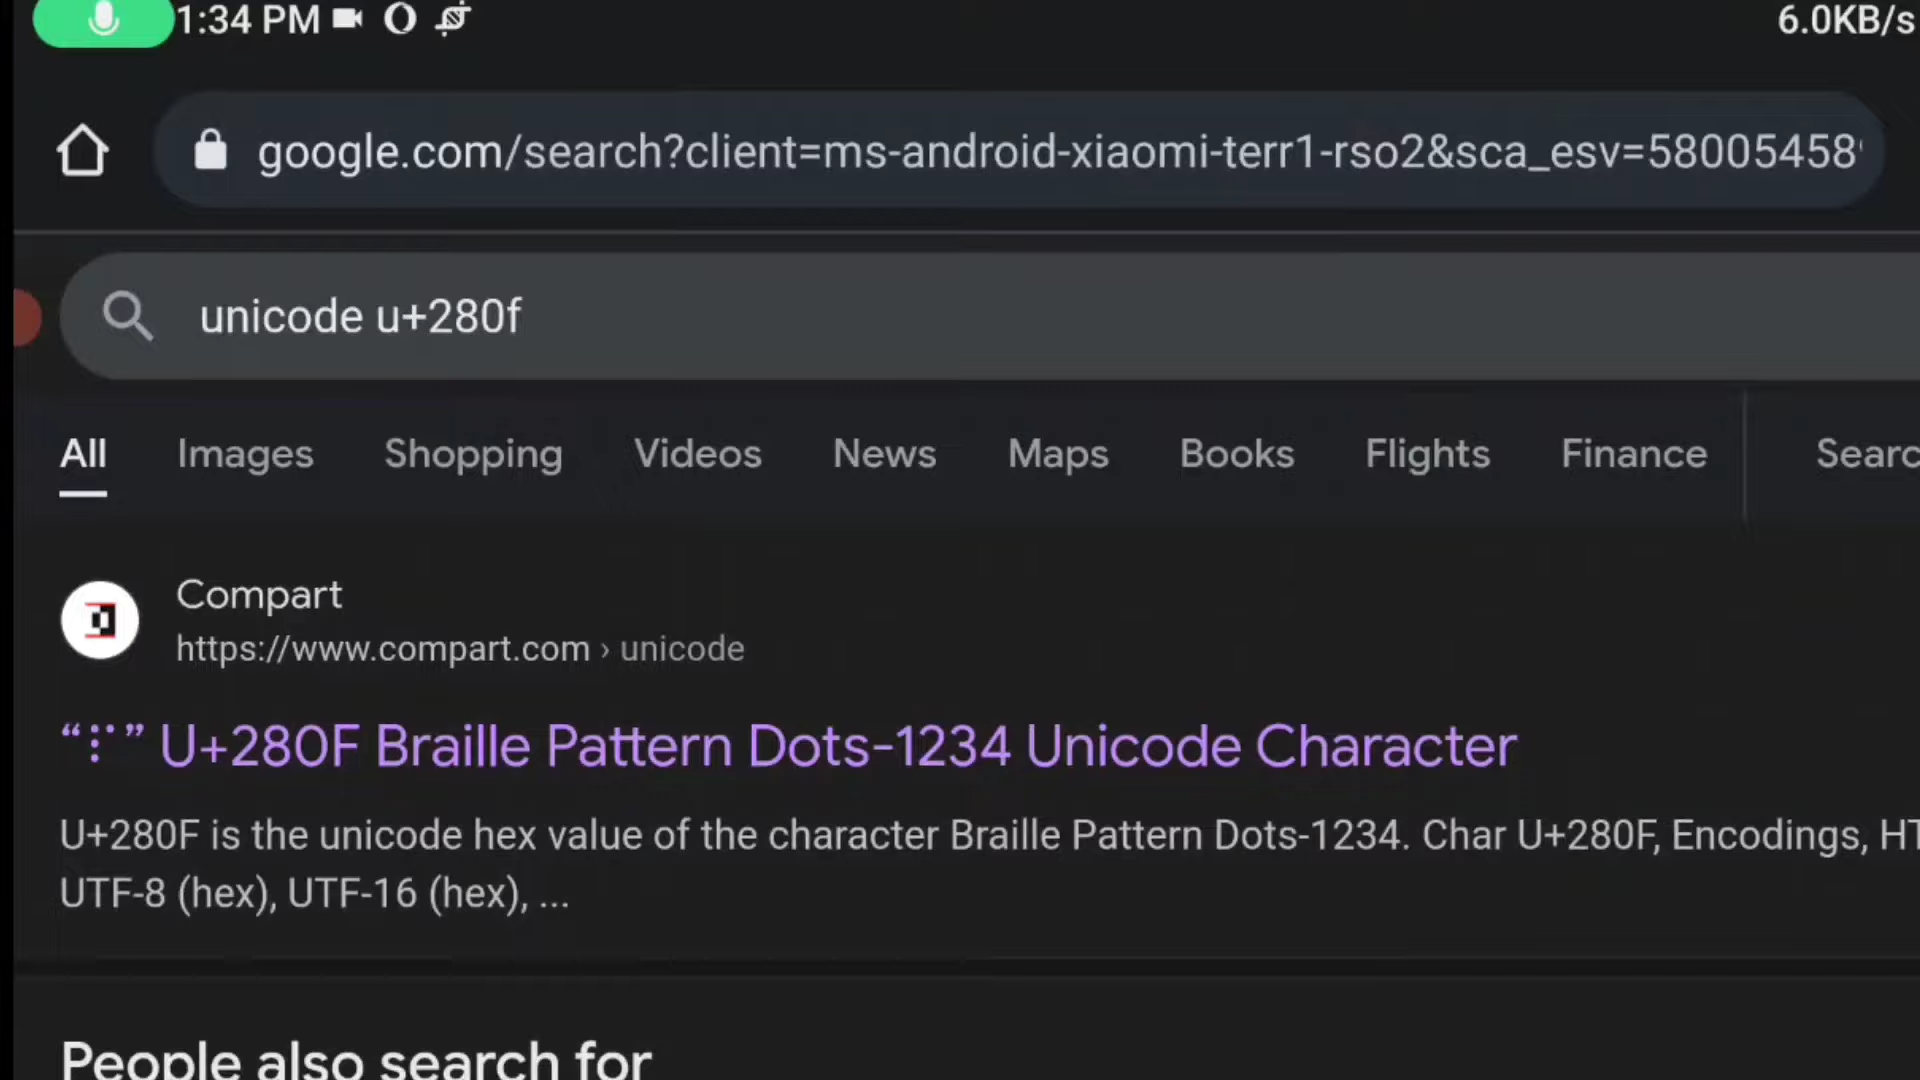 1:34 PM
6.0KB/s
google.com/search?client=ms-android-xiaomi-terr1-rso2&sca_esv=58005458
unicode u+280f
All Images Shopping Videos News Maps Books Flights Finance Searc
Compart
https://www.compart.com › unicode
“⠏” U+280F Braille Pattern Dots-1234 Unicode Character
U+280F is the unicode hex value of the character Braille Pattern Dots-1234. Char U+280F, Encodings, HT
UTF-8 (hex), UTF-16 (hex), ...
People also search for